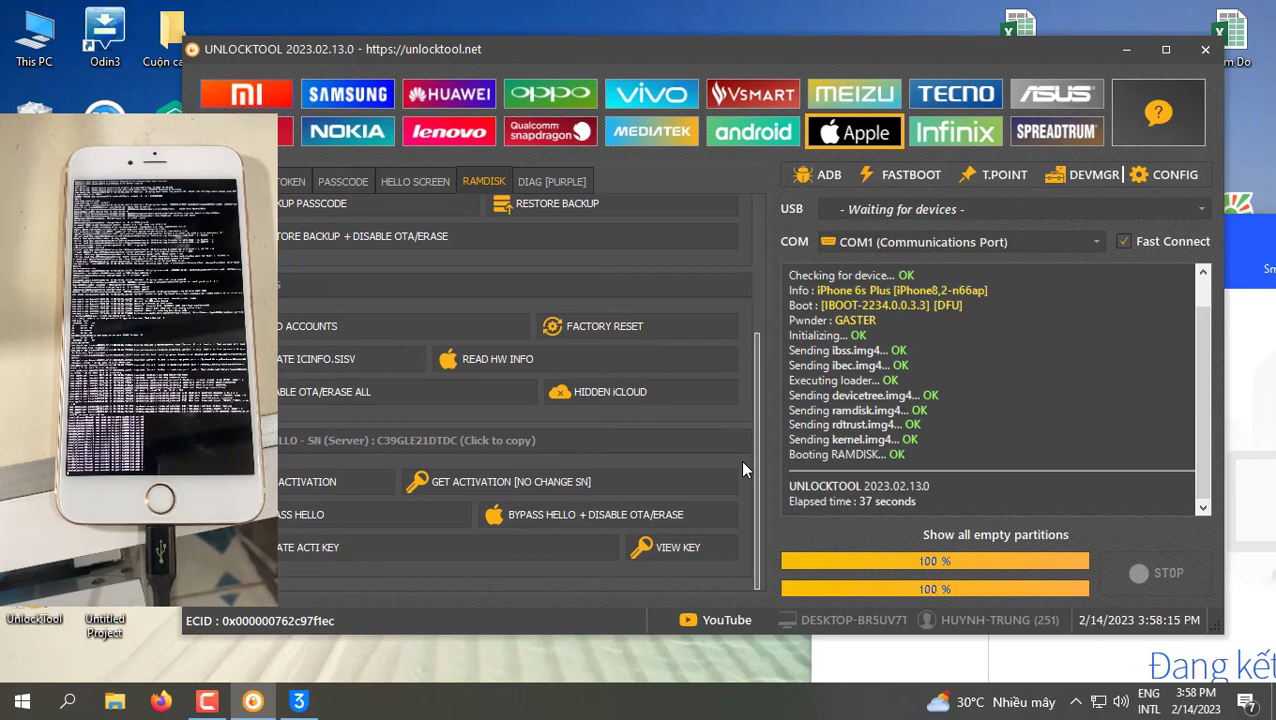 This PC
Odin3
Cuộn ca
m Do
UNLOCKTOOL 2023.02.13.0 - https://unlocktool.net
SAMSUNG
HUAWEI
oppo
vivo
VSMART
MEIZU
TECNO
ASUS
?
NOKIA
lenovo
Qualcomm snapdragon
MEDIATEK
android
Apple
Infinix
SPREADTRUM
TOKEN
PASSCODE
HELLO SCREEN
RAMDISK
DIAG [PURPLE]
ADB
FASTBOOT
T.POINT
DEVMGR
CONFIG
KUP PASSCODE
RESTORE BACKUP
TORE BACKUP + DISABLE OTA/ERASE
S
D ACCOUNTS
FACTORY RESET
ATE ICINFO.SISV
READ HW INFO
ABLE OTA/ERASE ALL
HIDDEN iCLOUD
LLO - SN (Server) : C39GLE21DTDC (Click to copy)
ACTIVATION
GET ACTIVATION [NO CHANGE SN]
ASS HELLO
BYPASS HELLO + DISABLE OTA/ERASE
ATE ACTI KEY
VIEW KEY
USB
- Waiting for devices -
COM
COM1 (Communications Port)
Fast Connect
Checking for device... OK
Info : iPhone 6s Plus [iPhone8,2-n66ap]
Boot : [IBOOT-2234.0.0.3.3] [DFU]
Pwnder : GASTER
Initializing... OK
Sending ibss.img4... OK
Sending ibec.img4... OK
Executing loader... OK
Sending devicetree.img4... OK
Sending ramdisk.img4... OK
Sending rdtrust.img4... OK
Sending kernel.img4... OK
Booting RAMDISK... OK
UNLOCKTOOL 2023.02.13.0
Elapsed time : 37 seconds
Show all empty partitions
100 %
100 %
STOP
Sm
UnlockTool
Untitled Project
ECID : 0x000000762c97f1ec
YouTube
DESKTOP-BR5UV71
HUYNH-TRUNG (251)
2/14/2023 3:58:15 PM
Đang kết
30°C Nhiều mây
ENG
INTL
3:58 PM
2/14/2023
7